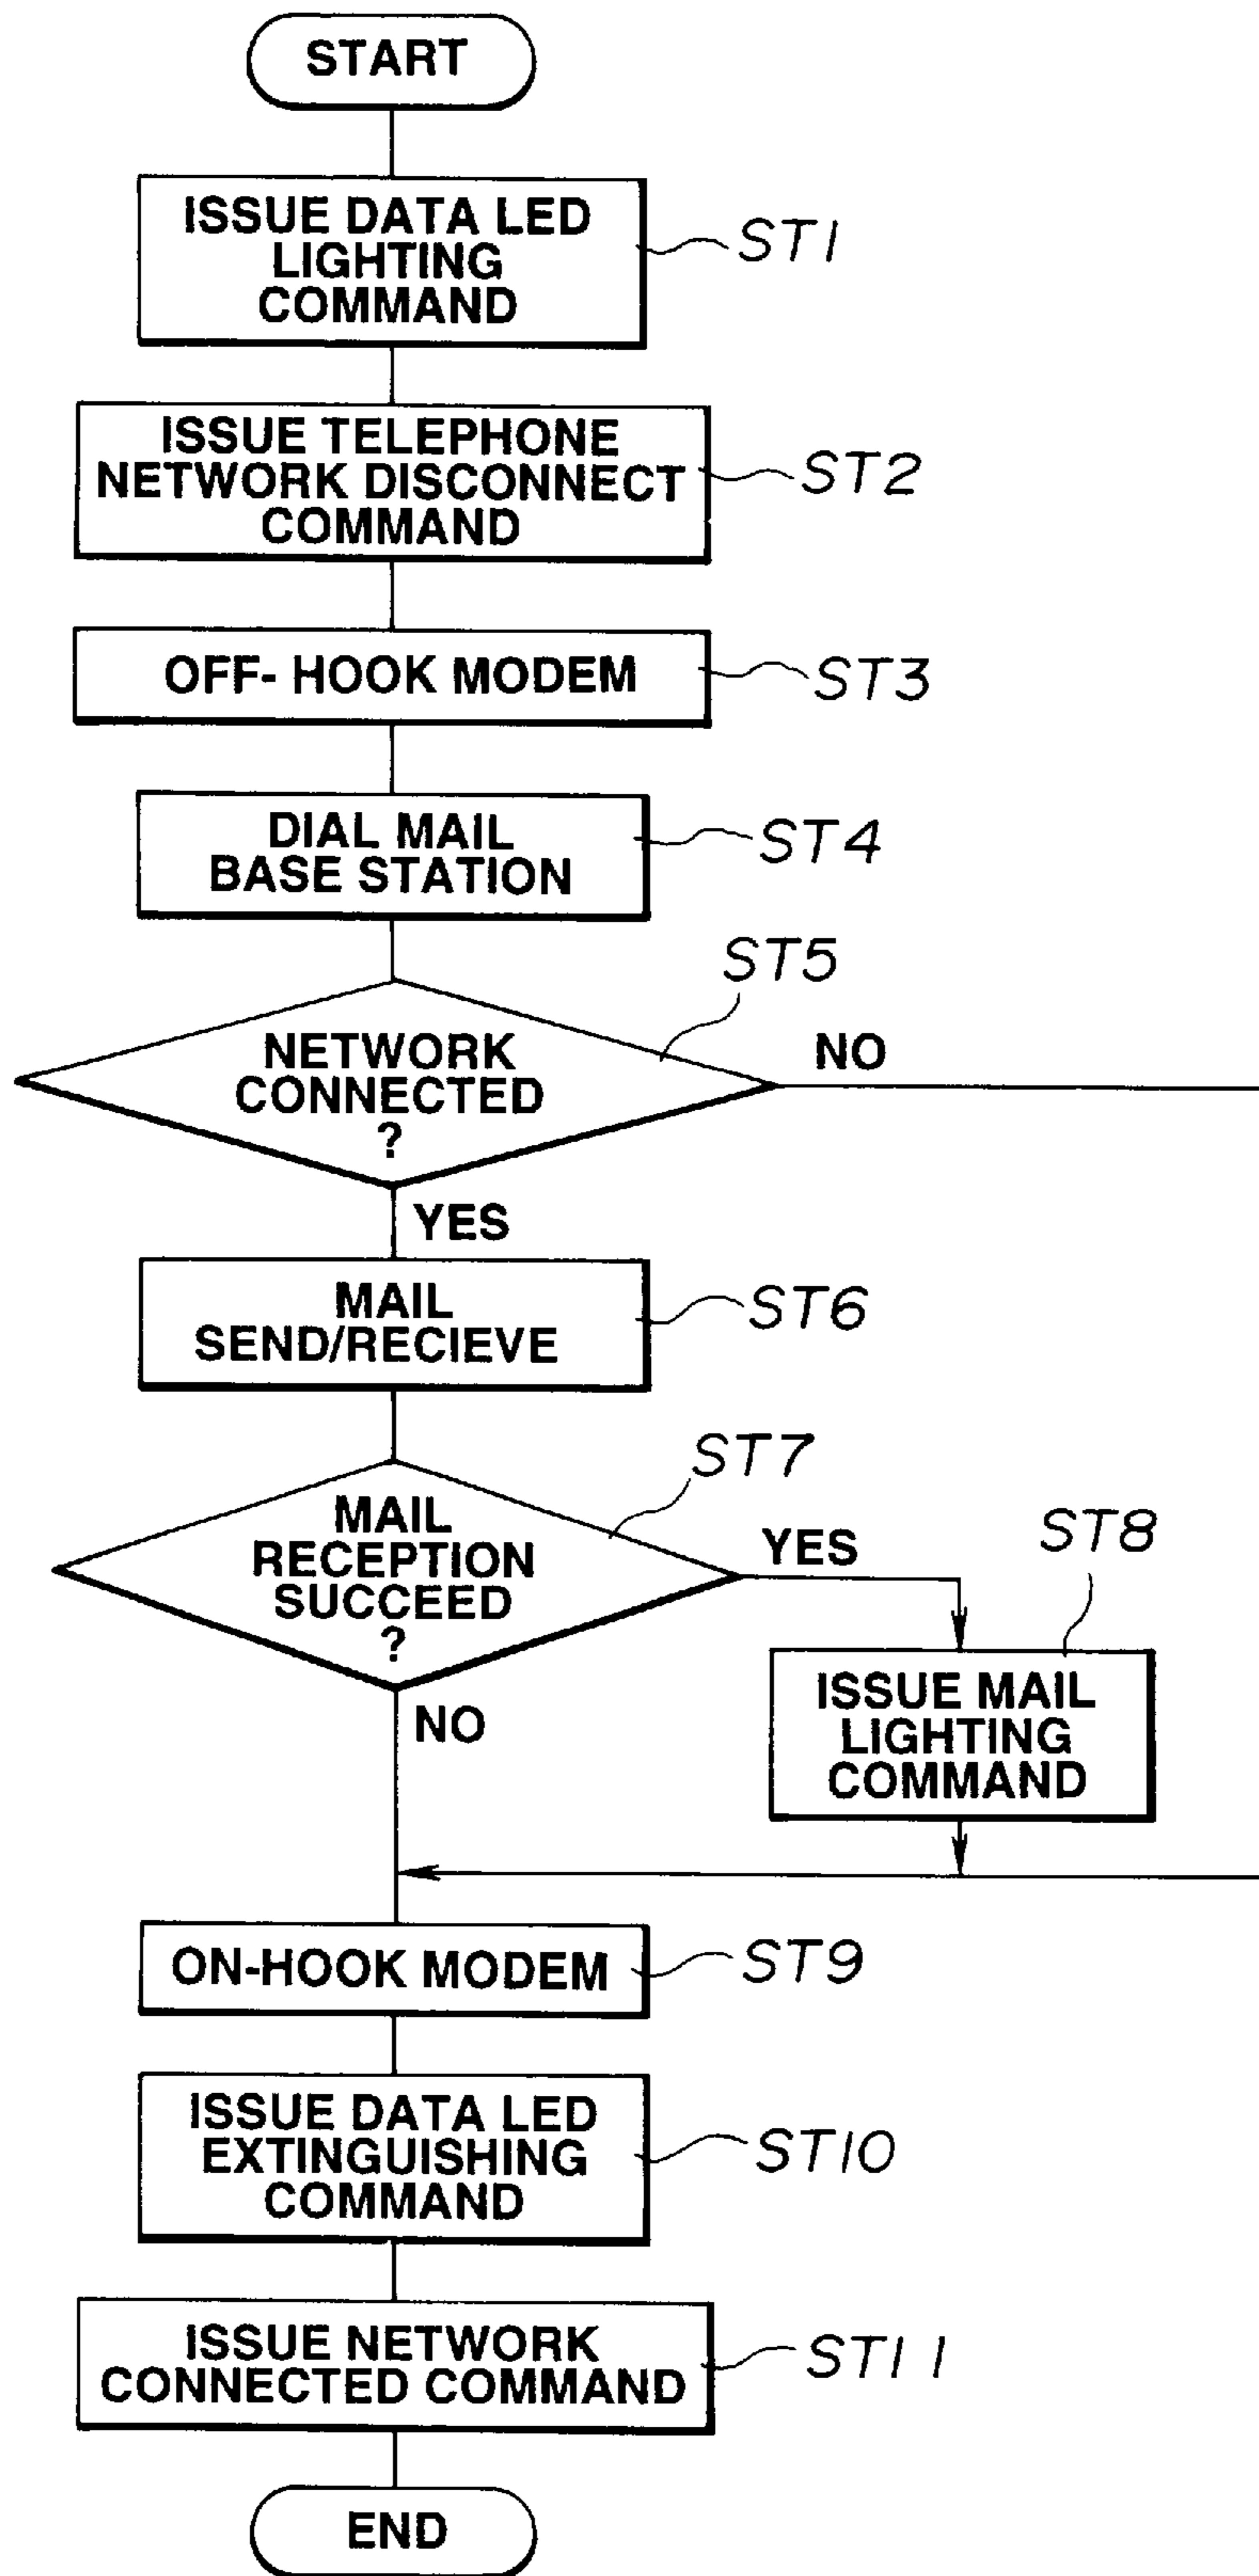 START
ISSUE DATA LED
LIGHTING
COMMAND
ST1
ISSUE TELEPHONE
NETWORK DISCONNECT
COMMAND
ST2
OFF- HOOK MODEM
ST3
DIAL MAIL
BASE STATION
ST4
ST5
NETWORK
CONNECTED
?
NO
YES
MAIL
SEND/RECIEVE
ST6
ST7
MAIL
RECEPTION
SUCCEED
?
YES
ST8
NO
ISSUE MAIL
LIGHTING
COMMAND
ON-HOOK MODEM
ST9
ISSUE DATA LED
EXTINGUISHING
COMMAND
ST10
ISSUE NETWORK
CONNECTED COMMAND
ST11
END